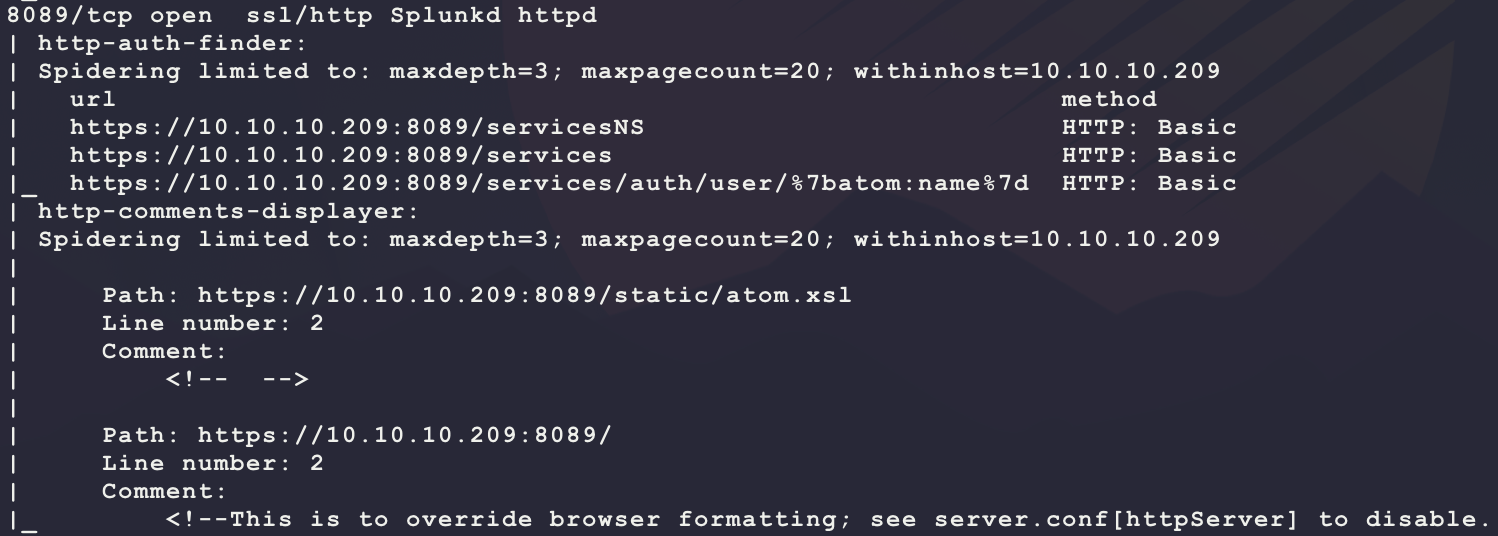 8089/tcp open  ssl/http Splunkd httpd
| http-auth-finder:
| Spidering limited to: maxdepth=3; maxpagecount=20; withinhost=10.10.10.209
|   url                                                           method
|   https://10.10.10.209:8089/servicesNS                          HTTP: Basic
|   https://10.10.10.209:8089/services                            HTTP: Basic
|_  https://10.10.10.209:8089/services/auth/user/%7batom:name%7d  HTTP: Basic
| http-comments-displayer:
| Spidering limited to: maxdepth=3; maxpagecount=20; withinhost=10.10.10.209
|
|     Path: https://10.10.10.209:8089/static/atom.xsl
|     Line number: 2
|     Comment:
|         <!--  -->
|
|     Path: https://10.10.10.209:8089/
|     Line number: 2
|     Comment:
|_        <!--This is to override browser formatting; see server.conf[httpServer] to disable.